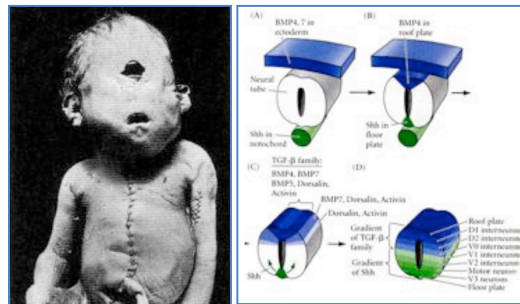 (A)
BMP4, 7 in
ectoderm
Neural
tube
Shh in
notochord
(B)
BMP4 in
roof plate
Shh in
floor
plate
(C)
TGF-β family:
BMP4, BMP7
BMP5, Dorsalin,
Activin
BMP7, Dorsalin, Activin
Dorsalin, Activin
Shh
(D)
Gradient
of TGF-β
family
Gradient
of Shh
Roof plate
D1 interneurons
D2 interneurons
V0 interneurons
V1 interneurons
V2 interneurons
Motor neurons
V3 neurons
Floor plate